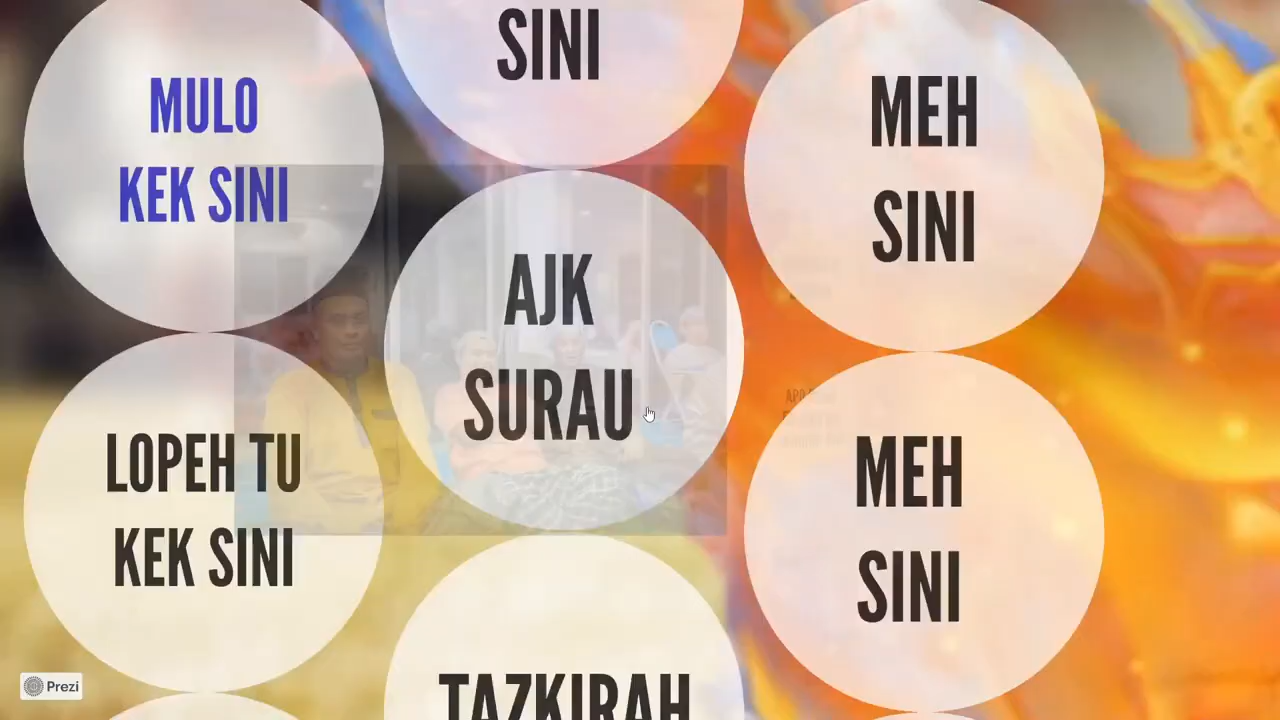 MULO
KEK SINI
SINI
MEH
SINI
AJK
SURAU
LOPEH TU
KEK SINI
MEH
SINI
TAZKIRAH
Prezi